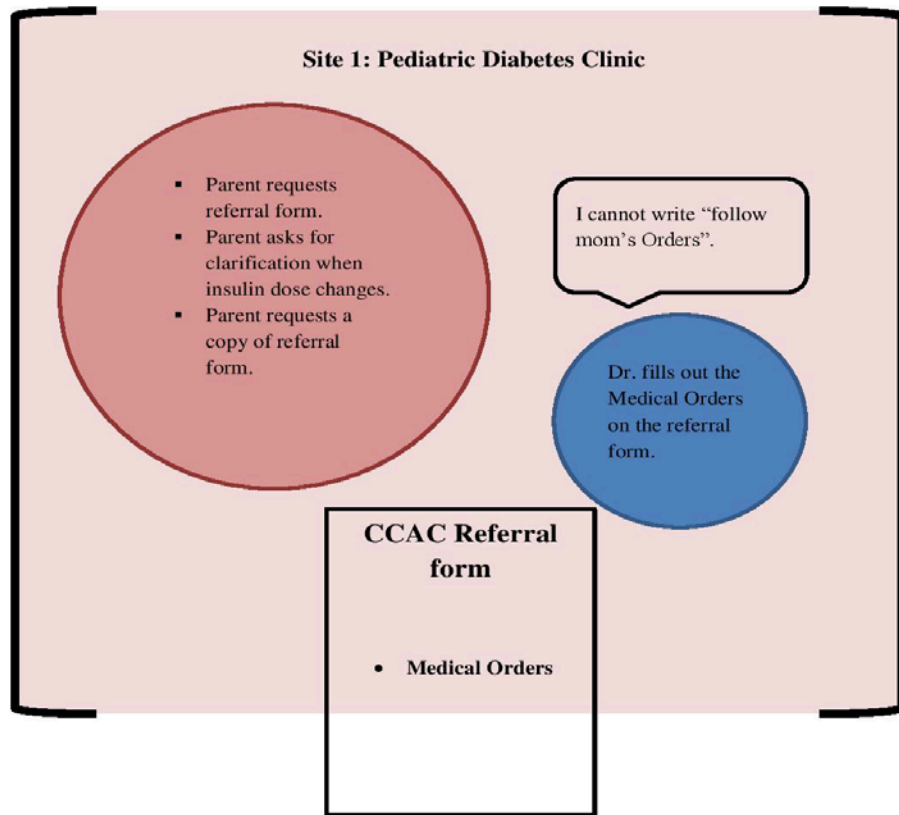 Site 1: Pediatric Diabetes Clinic
▪ Parent requests
referral form.
▪ Parent asks for
clarification when
insulin dose changes.
▪ Parent requests a
copy of referral
form.
I cannot write “follow
mom’s Orders”.
Dr. fills out the
Medical Orders
on the referral
form.
CCAC Referral
form
• Medical Orders